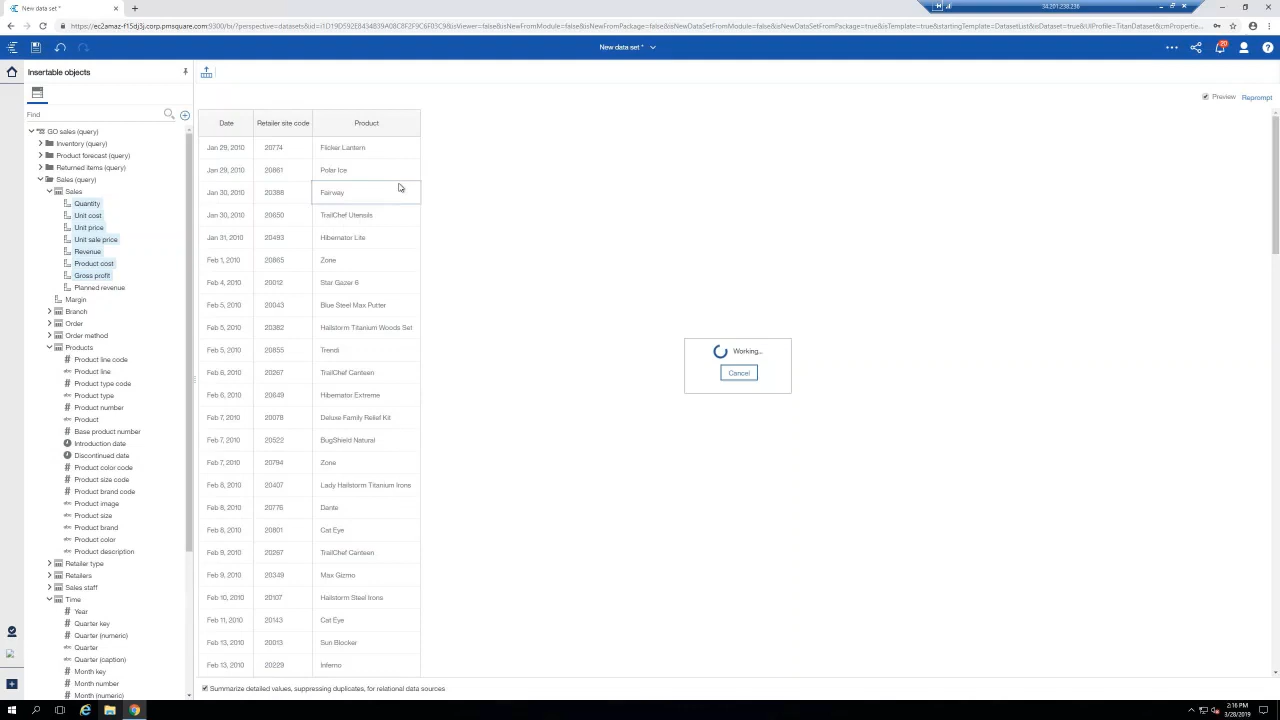 New data set *
34.201.238.236
New data set *
20
Insertable objects
Find
Preview
Reprompt
GO sales (query)
Inventory (query)
Product forecast (query)
Returned items (query)
Sales (query)
Sales
Quantity
Unit cost
Unit price
Unit sale price
Revenue
Product cost
Gross profit
Planned revenue
Margin
Branch
Order
Order method
Products
Product line code
Product line
Product type code
Product type
Product number
Product
Base product number
Introduction date
Discontinued date
Product color code
Product size code
Product brand code
Product image
Product size
Product brand
Product color
Product description
Retailer type
Retailers
Sales staff
Time
Year
Quarter key
Quarter (numeric)
Quarter
Quarter (caption)
Month key
Month number
Month (numeric)
Date Retailer site code Product
Jan 29, 2010 20774 Flicker Lantern
Jan 29, 2010 20861 Polar Ice
Jan 30, 2010 20388 Fairway
Jan 30, 2010 20650 TrailChef Utensils
Jan 31, 2010 20493 Hibernator Lite
Feb 1, 2010 20865 Zone
Feb 4, 2010 20012 Star Gazer 6
Feb 5, 2010 20043 Blue Steel Max Putter
Feb 5, 2010 20382 Hailstorm Titanium Woods Set
Feb 5, 2010 20855 Trendi
Feb 6, 2010 20267 TrailChef Canteen
Feb 6, 2010 20649 Hibernator Extreme
Feb 7, 2010 20078 Deluxe Family Relief Kit
Feb 7, 2010 20522 BugShield Natural
Feb 7, 2010 20794 Zone
Feb 8, 2010 20407 Lady Hailstorm Titanium Irons
Feb 8, 2010 20776 Dante
Feb 8, 2010 20801 Cat Eye
Feb 9, 2010 20267 TrailChef Canteen
Feb 9, 2010 20349 Max Gizmo
Feb 10, 2010 20107 Hailstorm Steel Irons
Feb 11, 2010 20143 Cat Eye
Feb 13, 2010 20013 Sun Blocker
Feb 13, 2010 20229 Inferno
Working...
Cancel
Summarize detailed values, suppressing duplicates, for relational data sources
2:16 PM
3/28/2019